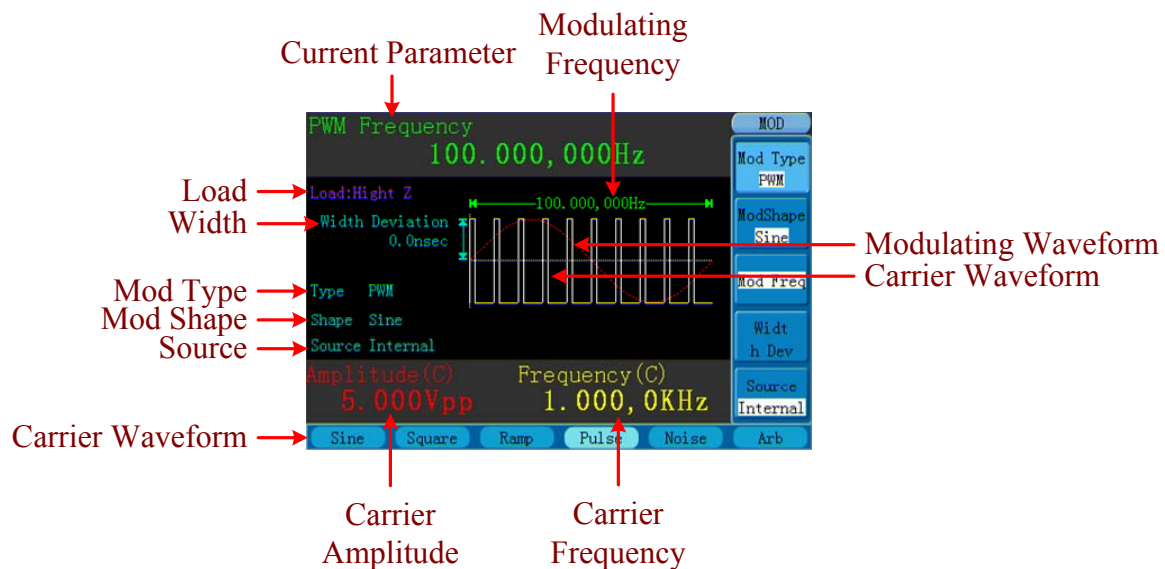 Modulating
Frequency
Current Parameter
PWM Frequency
100.000,000Hz
MOD
Mod Type
PWM
Load
Load:Hight Z
100.000,000Hz
Width
Width Deviation
0.0nsec
ModShape
Sine
Modulating Waveform
Carrier Waveform
Mod Freq
Mod Type
Type PWM
Mod Shape
Shape Sine
Widt
h Dev
Source
Source Internal
Amplitude(C)
5.000Vpp
Frequency(C)
1.000,0KHz
Source
Internal
Carrier Waveform
Sine Square Ramp Pulse Noise Arb
Carrier
Amplitude
Carrier
Frequency